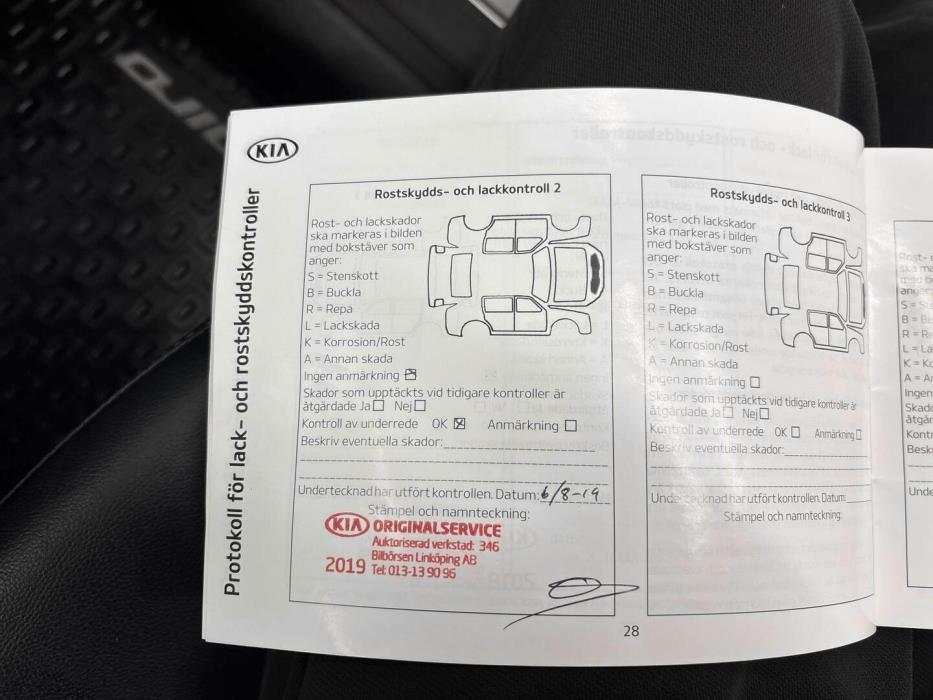 KIA
Protokoll för lack- och rostskyddskontroller
Rostskydds- och lackkontroll 2
Rost- och lackskador
ska markeras i bilden
med bokstäver som
anger:
S = Stenskott
B = Buckla
R = Repa
L = Lackskada
K = Korrosion/Rost
A = Annan skada
Ingen anmärkning
Skador som upptäckts vid tidigare kontroller är
åtgärdade Ja Nej
Kontroll av underrede OK Anmärkning
Beskriv eventuella skador:
Undertecknad har utfört kontrollen. Datum: 6/8-19
Stämpel och namnteckning:
KIA ORIGINALSERVICE
Auktoriserad verkstad: 346
Bilbörsen Linköping AB
2019 Tel: 013-13 90 96
Rostskydds- och lackkontroll 3
Rost- och lackskador
ska markeras i bilden
med bokstäver som
anger:
S = Stenskott
B = Buckla
R = Repa
L = Lackskada
K = Korrosion/Rost
A = Annan skada
Ingen anmärkning
Skador som upptäckts vid tidigare kontroller är
åtgärdade Ja Nej
Kontroll av underrede OK Anmärkning
Beskriv eventuella skador:
Undertecknad har utfört kontrollen. Datum:
Stämpel och namnteckning:
28